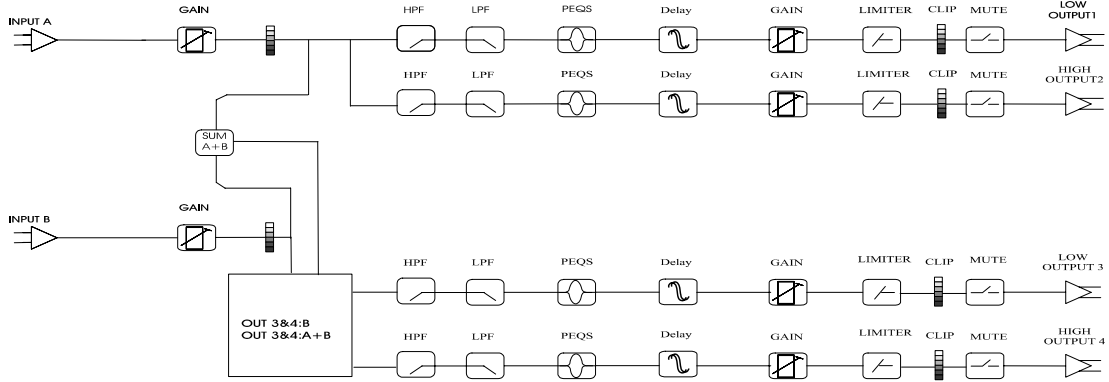 INPUT A
GAIN
HPF LPF PEQS Delay GAIN LIMITER CLIP MUTE
LOW
OUTPUT1
HPF LPF PEQS Delay GAIN LIMITER CLIP MUTE
HIGH
OUTPUT2
SUM
A+B
INPUT B
GAIN
HPF LPF PEQS Delay GAIN LIMITER CLIP MUTE
LOW
OUTPUT 3
OUT 3&4:B
OUT 3&4:A+B
HPF LPF PEQS Delay GAIN LIMITER CLIP MUTE
HIGH
OUTPUT 4